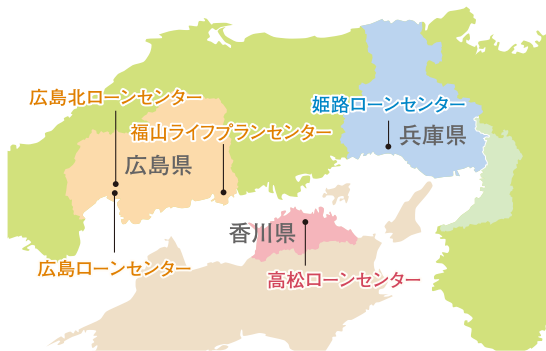 広島北ローンセンター
姫路ローンセンター
福山ライフプランセンター
兵庫県
広島県
香川県
広島ローンセンター
高松ローンセンター